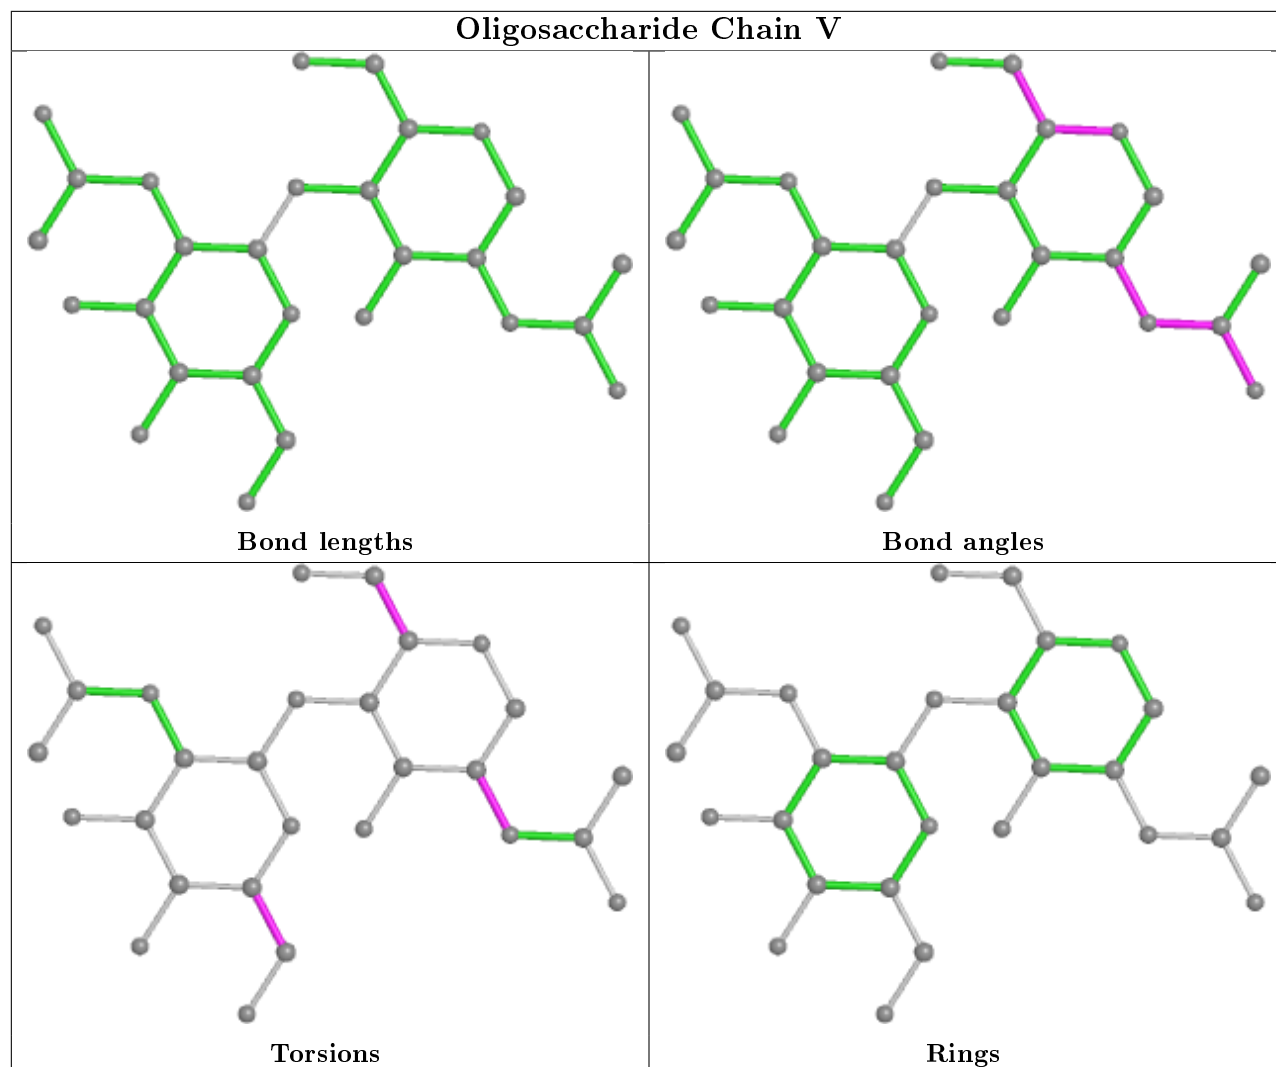 Oligosaccharide Chain V
Bond lengths
Bond angles
Torsions
Rings